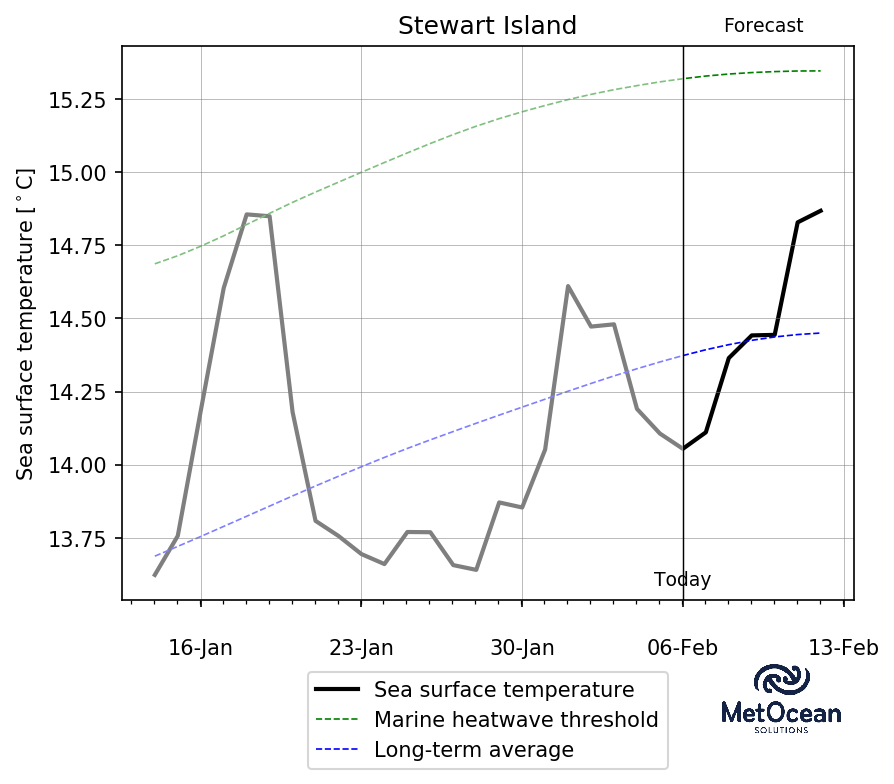 Stewart Island
Forecast
Sea surface temperature [°C]
15.25
15.00
14.75
14.50
14.25
14.00
13.75
Today
16-Jan
23-Jan
30-Jan
06-Feb
13-Feb
Sea surface temperature
Marine heatwave threshold
Long-term average
MetOcean
SOLUTIONS